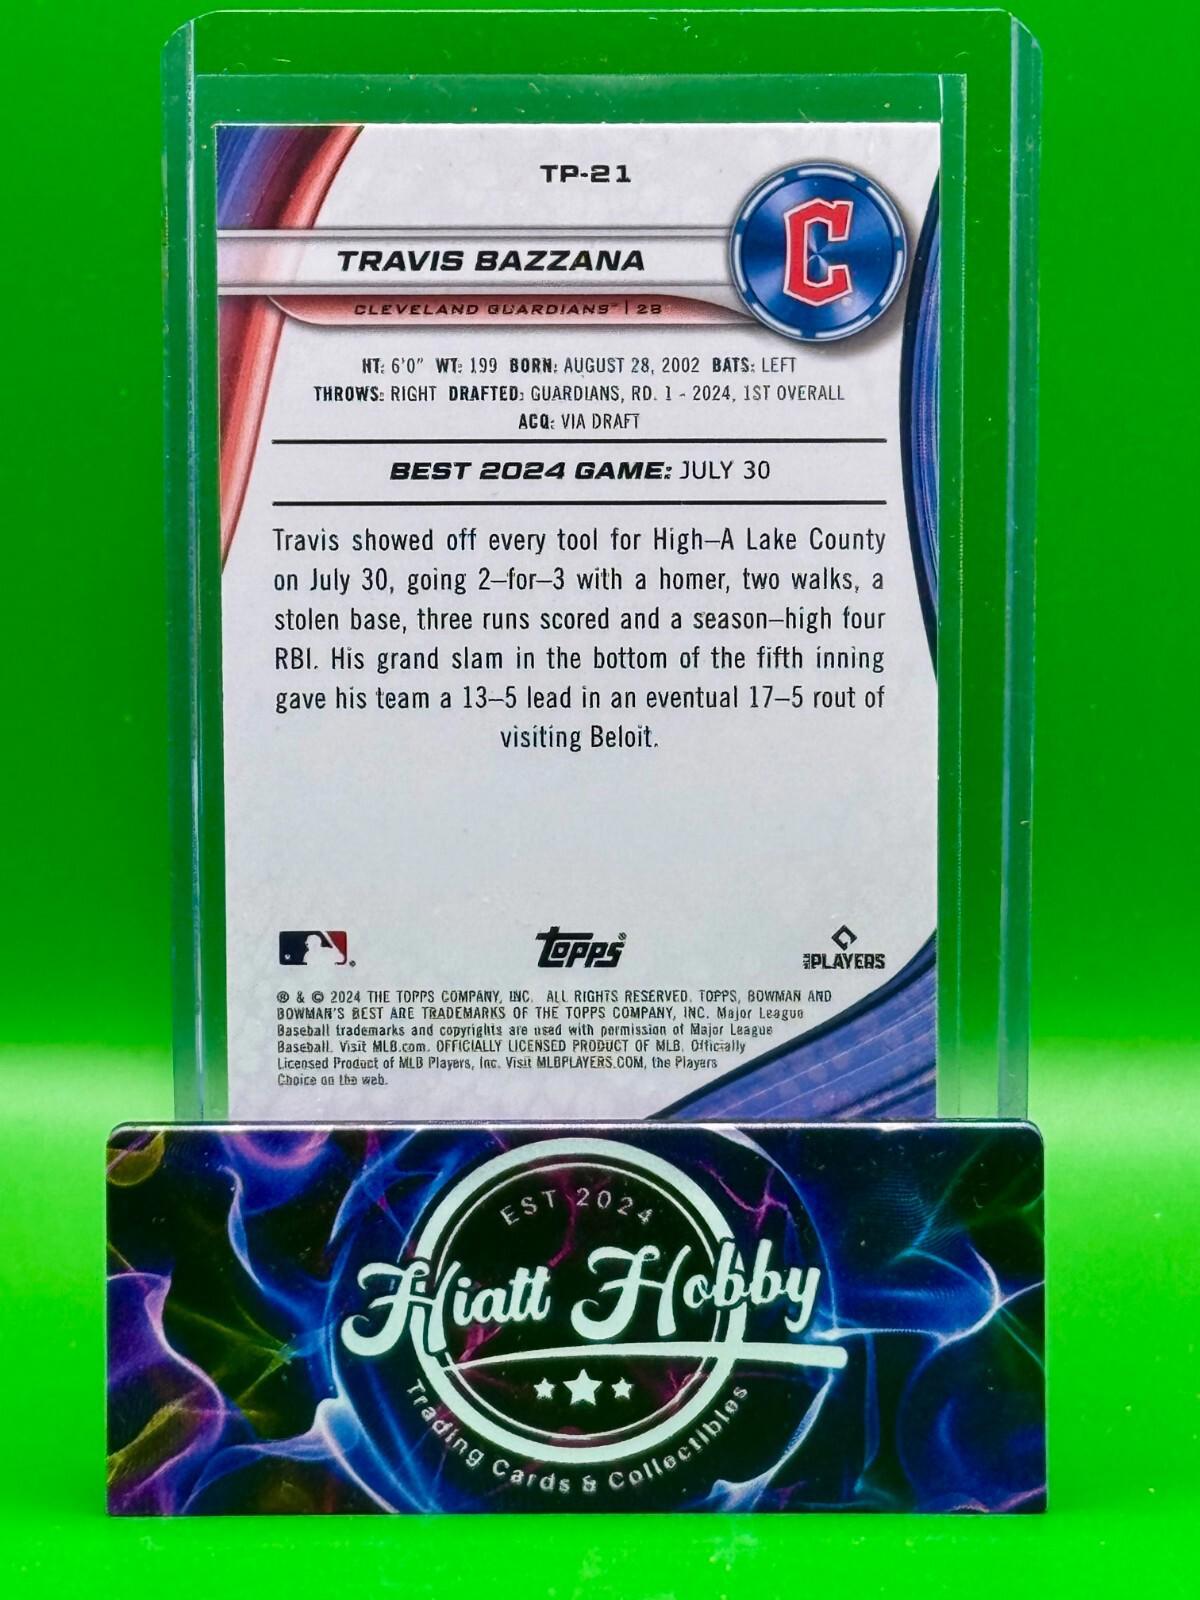 TP-21
TRAVIS BAZZANA
CLEVELAND GUARDIANS™ | 2B
HT: 6'0" WT: 199 BORN: AUGUST 28, 2002 BATS: LEFT
THROWS: RIGHT DRAFTED: GUARDIANS, RD. 1 - 2024, 1ST OVERALL
ACQ: VIA DRAFT
BEST 2024 GAME: JULY 30
Travis showed off every tool for High–A Lake County
on July 30, going 2–for–3 with a homer, two walks, a
stolen base, three runs scored and a season–high four
RBI. His grand slam in the bottom of the fifth inning
gave his team a 13–5 lead in an eventual 17–5 rout of
visiting Beloit.
Topps®
MLB PLAYERS
® & © 2024 THE TOPPS COMPANY, INC. ALL RIGHTS RESERVED. TOPPS, BOWMAN AND
BOWMAN'S BEST ARE TRADEMARKS OF THE TOPPS COMPANY, INC. Major League
Baseball trademarks and copyrights are used with permission of Major League
Baseball. Visit MLB.com. OFFICIALLY LICENSED PRODUCT OF MLB. Officially
Licensed Product of MLB Players, Inc. Visit MLBPLAYERS.COM, the Players
Choice on the web.
EST 2024
Hiatt Hobby
Trading Cards & Collectibles